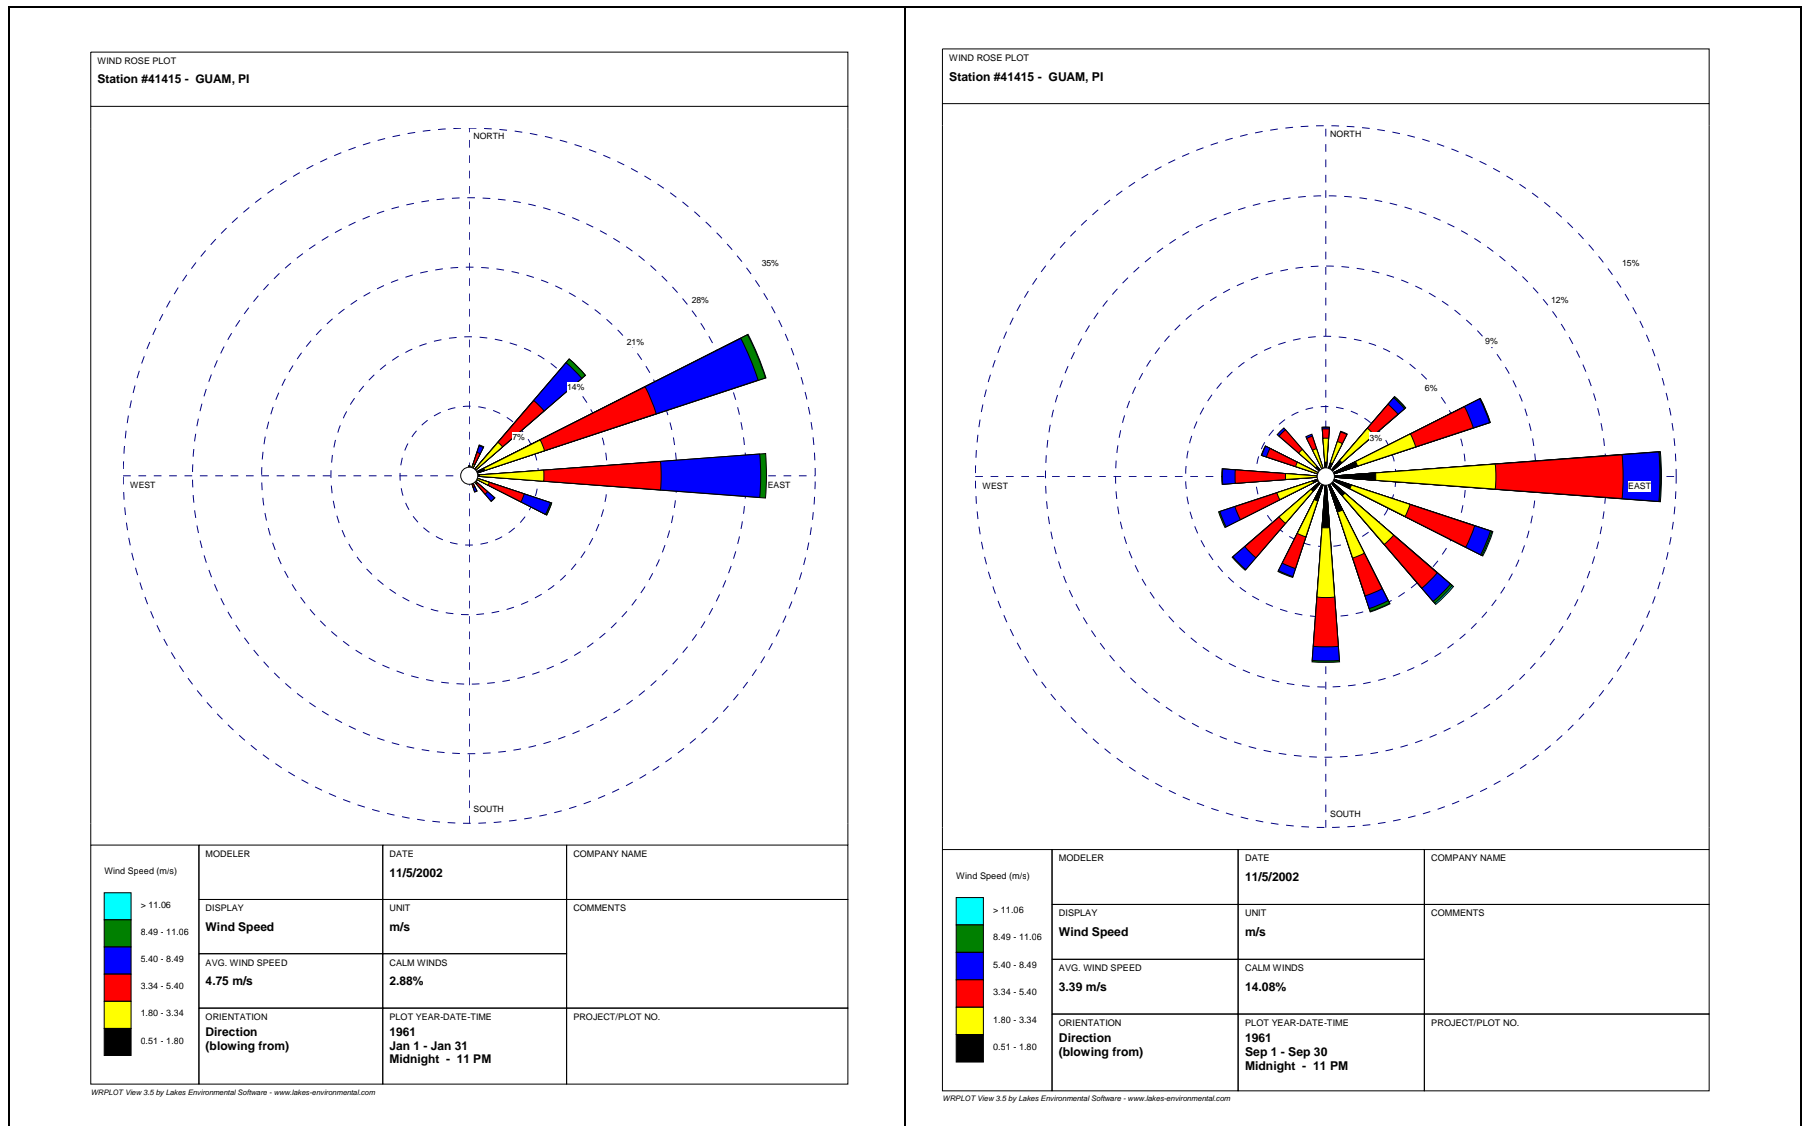 WIND ROSE PLOT
Station #41415 -  GUAM, PI
NORTH
35%
28%
21%
14%
7%
WEST
EAST
SOUTH
Wind Speed (m/s)
> 11.06
8.49 - 11.06
5.40 - 8.49
3.34 - 5.40
1.80 - 3.34
0.51 - 1.80
MODELER
DATE
11/5/2002
COMPANY NAME
DISPLAY
Wind Speed
UNIT
m/s
COMMENTS
AVG. WIND SPEED
4.75 m/s
CALM WINDS
2.88%
ORIENTATION
Direction
(blowing from)
PLOT YEAR-DATE-TIME
1961
Jan 1 - Jan 31
Midnight  -  11 PM
PROJECT/PLOT NO.
WRPLOT View 3.5 by Lakes Environmental Software - www.lakes-environmental.com
WIND ROSE PLOT
Station #41415 -  GUAM, PI
NORTH
15%
12%
9%
6%
3%
WEST
EAST
SOUTH
Wind Speed (m/s)
> 11.06
8.49 - 11.06
5.40 - 8.49
3.34 - 5.40
1.80 - 3.34
0.51 - 1.80
MODELER
DATE
11/5/2002
COMPANY NAME
DISPLAY
Wind Speed
UNIT
m/s
COMMENTS
AVG. WIND SPEED
3.39 m/s
CALM WINDS
14.08%
ORIENTATION
Direction
(blowing from)
PLOT YEAR-DATE-TIME
1961
Sep 1 - Sep 30
Midnight  -  11 PM
PROJECT/PLOT NO.
WRPLOT View 3.5 by Lakes Environmental Software - www.lakes-environmental.com